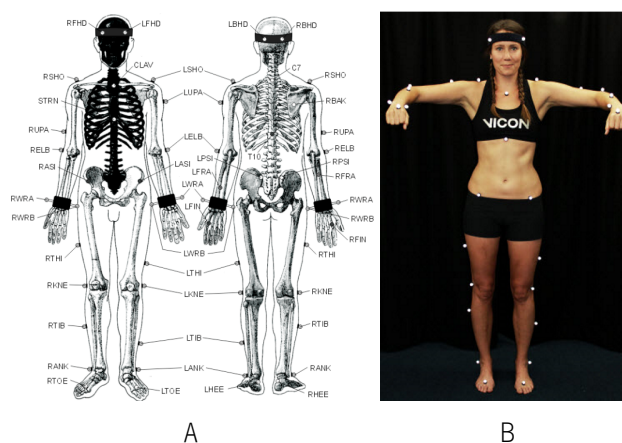 RFHD LFHD
CLAV
RSHO LSHO
STRN LUPA
RUPA
RELB LELB
RASI LASI
LWRA
RWRA LFIN
RWRB
LWRB
RTHI LTHI
RKNE LKNE
RTIB LTIB
RANK LANK
RTOE LTOE
LBHD RBHD
C7
RSHO
RBAK
RUPA
T10 RELB
LPSI RPSI
LFRA RFRA
RWRA
RWRB
RFIN
RTHI
RKNE
RTIB
RANK
LHEE RHEE
VICON
A B